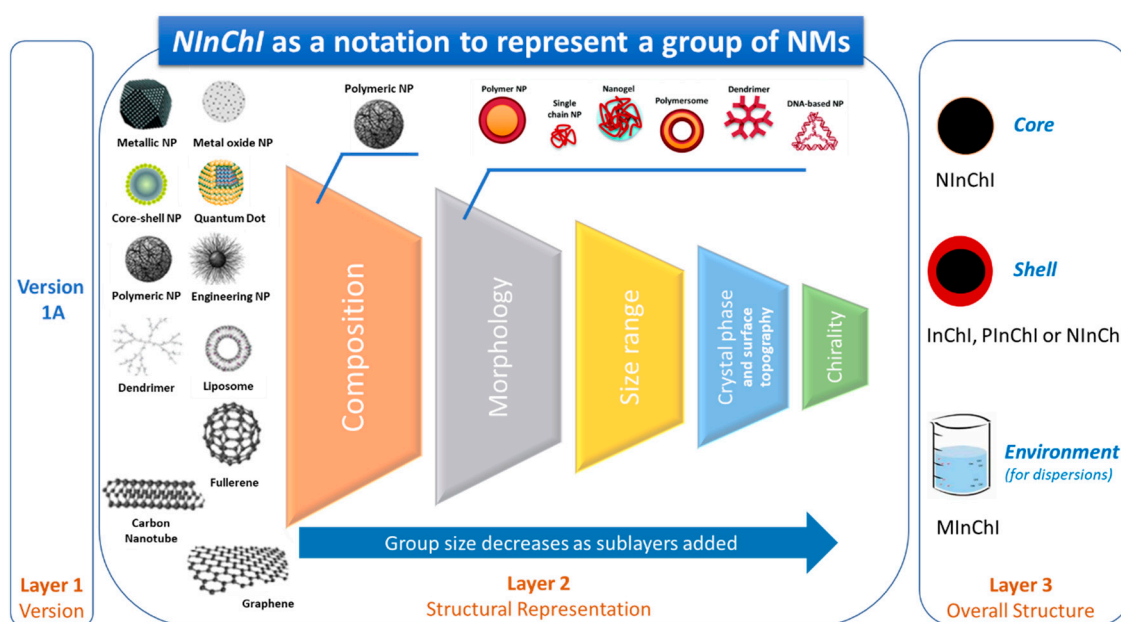 NInChI as a notation to represent a group of NMs
Version
1A
Layer 1
Version
Metallic NP
Metal oxide NP
Core-shell NP
Quantum Dot
Polymeric NP
Engineering NP
Dendrimer
Liposome
Fullerene
Carbon
Nanotube
Graphene
Polymeric NP
Polymer NP
Single
chain NP
Nanogel
Polymersome
Dendrimer
DNA-based NP
Composition
Morphology
Size range
Crystal phase
and surface
topography
Chirality
Group size decreases as sublayers added
Layer 2
Structural Representation
Core
NInChI
Shell
InChI, PInChI or NInCh
Environment
(for dispersions)
MInChI
Layer 3
Overall Structure